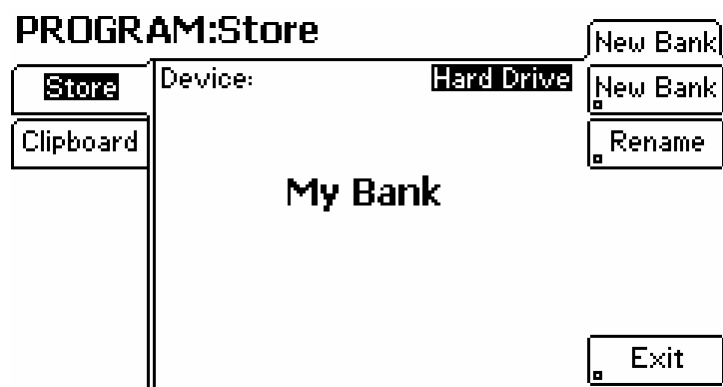 PROGRAM:Store
New Bank
Store
Device: Hard Drive
New Bank
Clipboard
Rename
My Bank
Exit